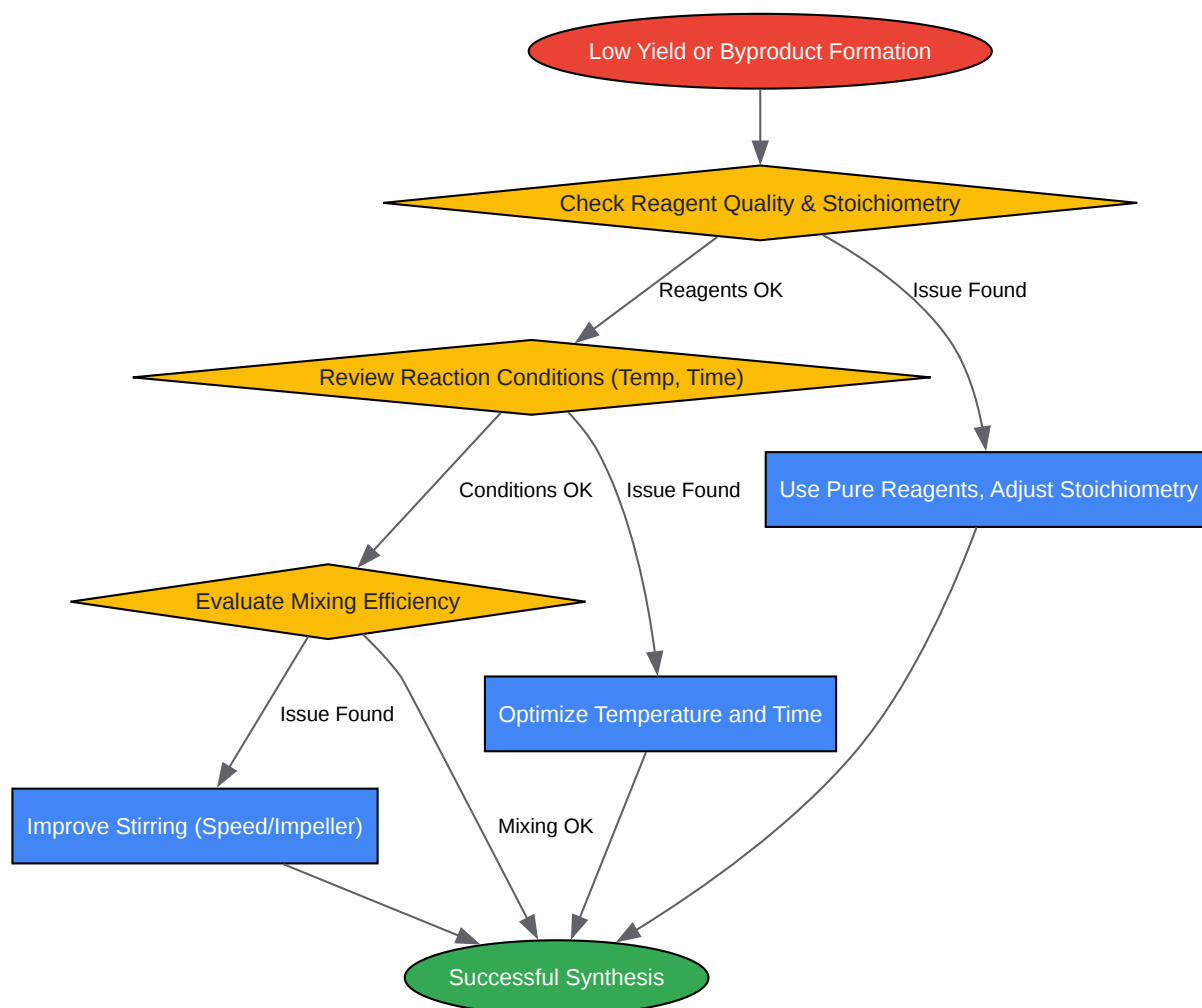 Low Yield or Byproduct Formation
Check Reagent Quality & Stoichiometry
Reagents OK
Issue Found
Review Reaction Conditions (Temp, Time)
Conditions OK
Issue Found
Use Pure Reagents, Adjust Stoichiometry
Evaluate Mixing Efficiency
Issue Found
Optimize Temperature and Time
Improve Stirring (Speed/Impeller)
Mixing OK
Successful Synthesis